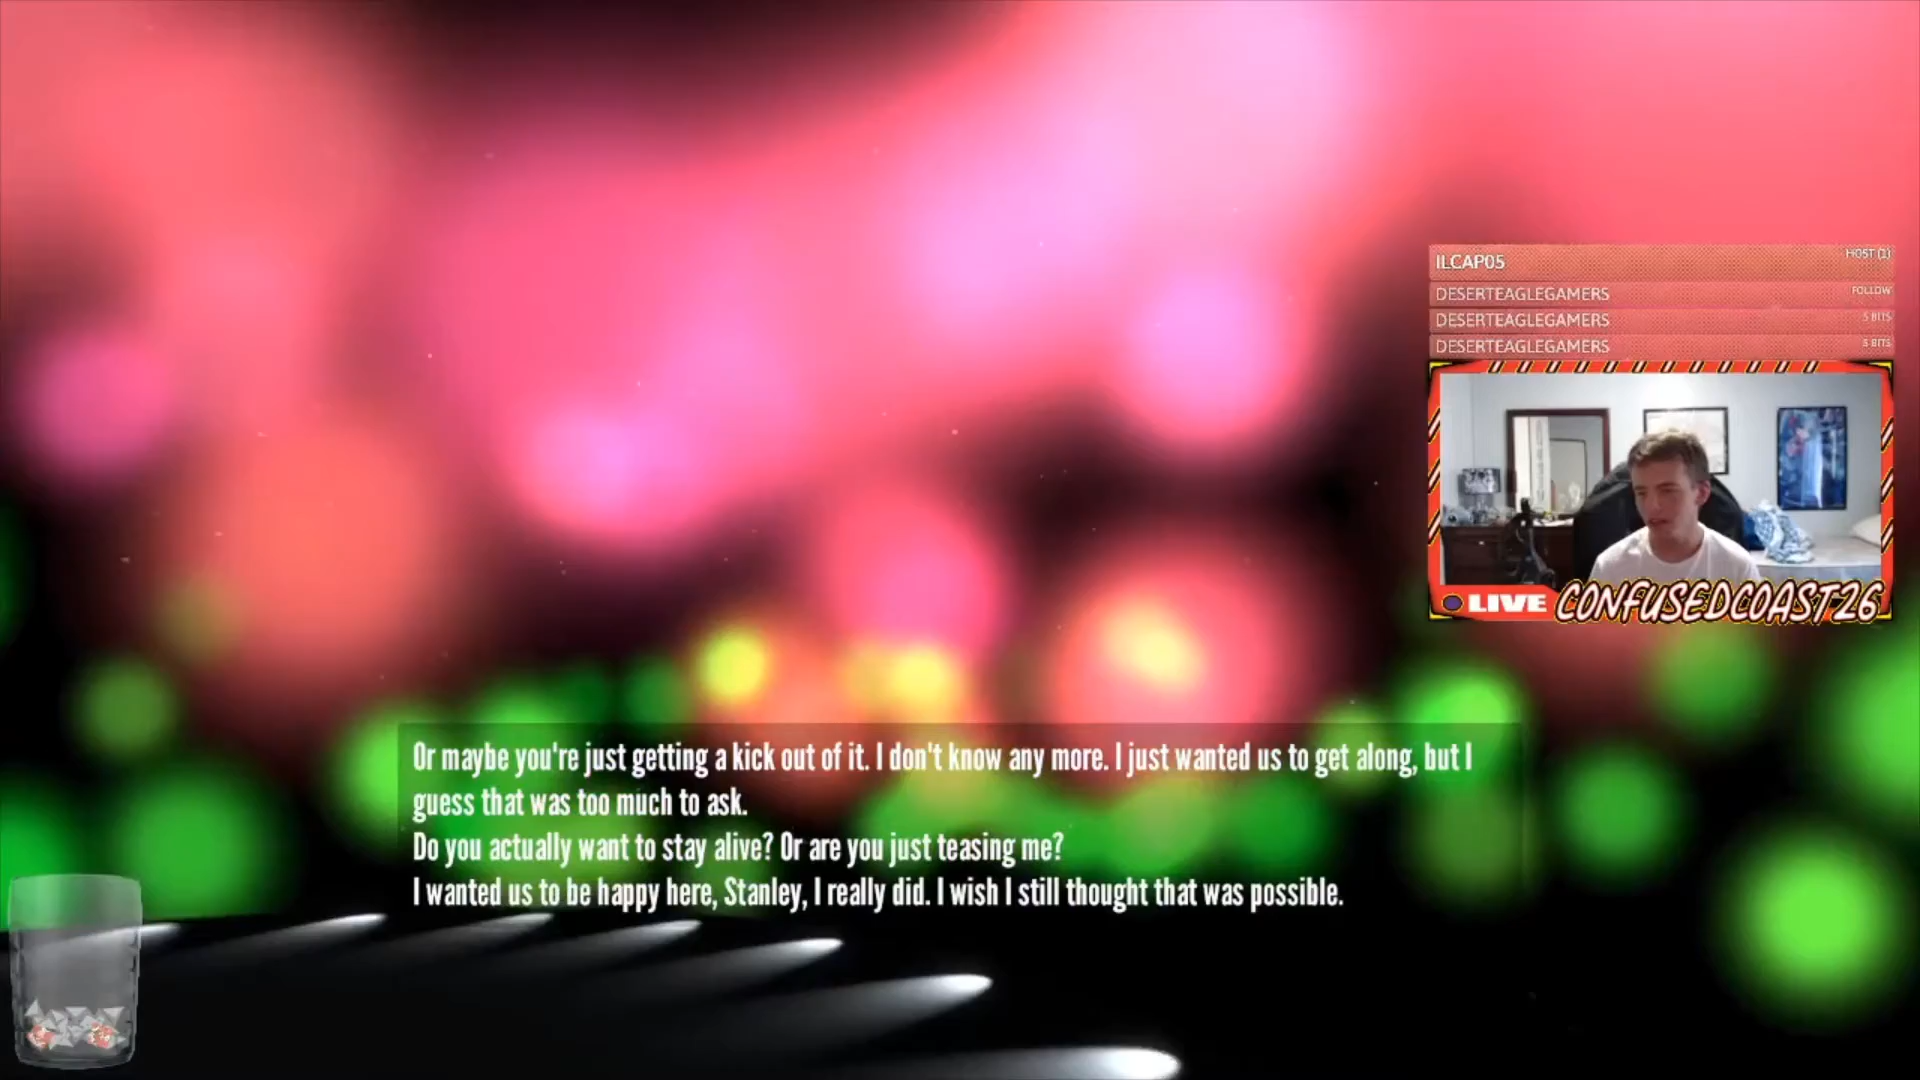 ILCAP05 HOST (1)
DESERTEAGLEGAMERS FOLLOW
DESERTEAGLEGAMERS 5 BITS
DESERTEAGLEGAMERS 5 BITS
LIVE CONFUSEDCOAST26
Or maybe you're just getting a kick out of it. I don't know any more. I just wanted us to get along, but I
guess that was too much to ask.
Do you actually want to stay alive? Or are you just teasing me?
I wanted us to be happy here, Stanley, I really did. I wish I still thought that was possible.